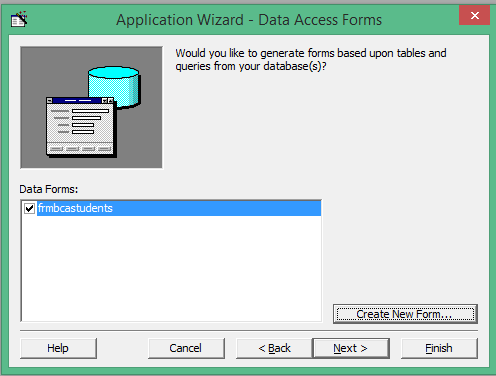 Application Wizard - Data Access Forms
Would you like to generate forms based upon tables and
queries from your database(s)?
Data Forms:
frmbcastudents
Create New Form...
Help
Cancel
< Back
Next >
Finish